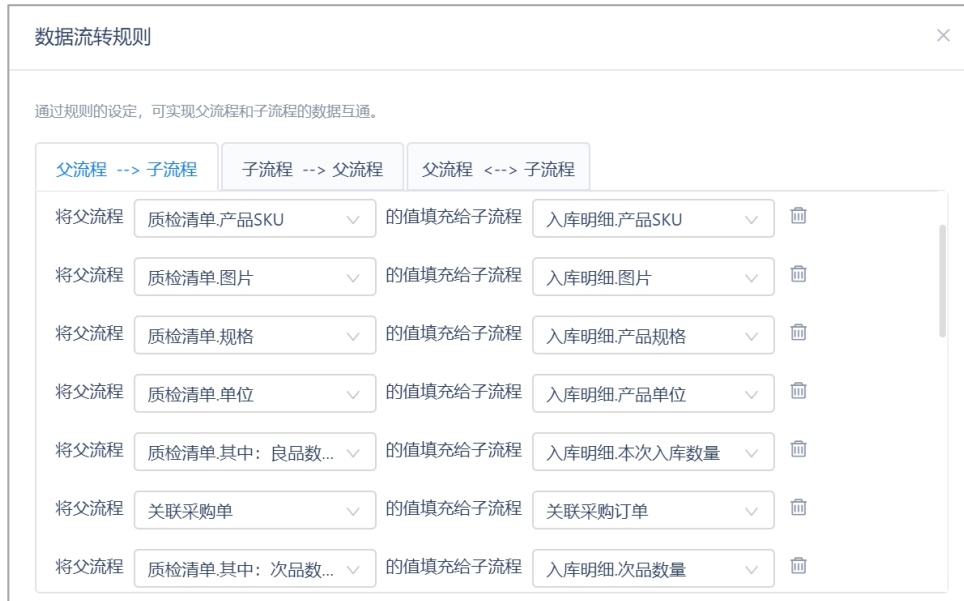 数据流转规则
通过规则的设定，可实现父流程和子流程的数据互通。
父流程 --> 子流程 子流程 --> 父流程 父流程 <--> 子流程
将父流程 质检清单.产品SKU 的值填充给子流程 入库明细.产品SKU
将父流程 质检清单.图片 的值填充给子流程 入库明细.图片
将父流程 质检清单.规格 的值填充给子流程 入库明细.产品规格
将父流程 质检清单.单位 的值填充给子流程 入库明细.产品单位
将父流程 质检清单.其中：良品数... 的值填充给子流程 入库明细.本次入库数量
将父流程 关联采购单 的值填充给子流程 关联采购订单
将父流程 质检清单.其中：次品数... 的值填充给子流程 入库明细.次品数量